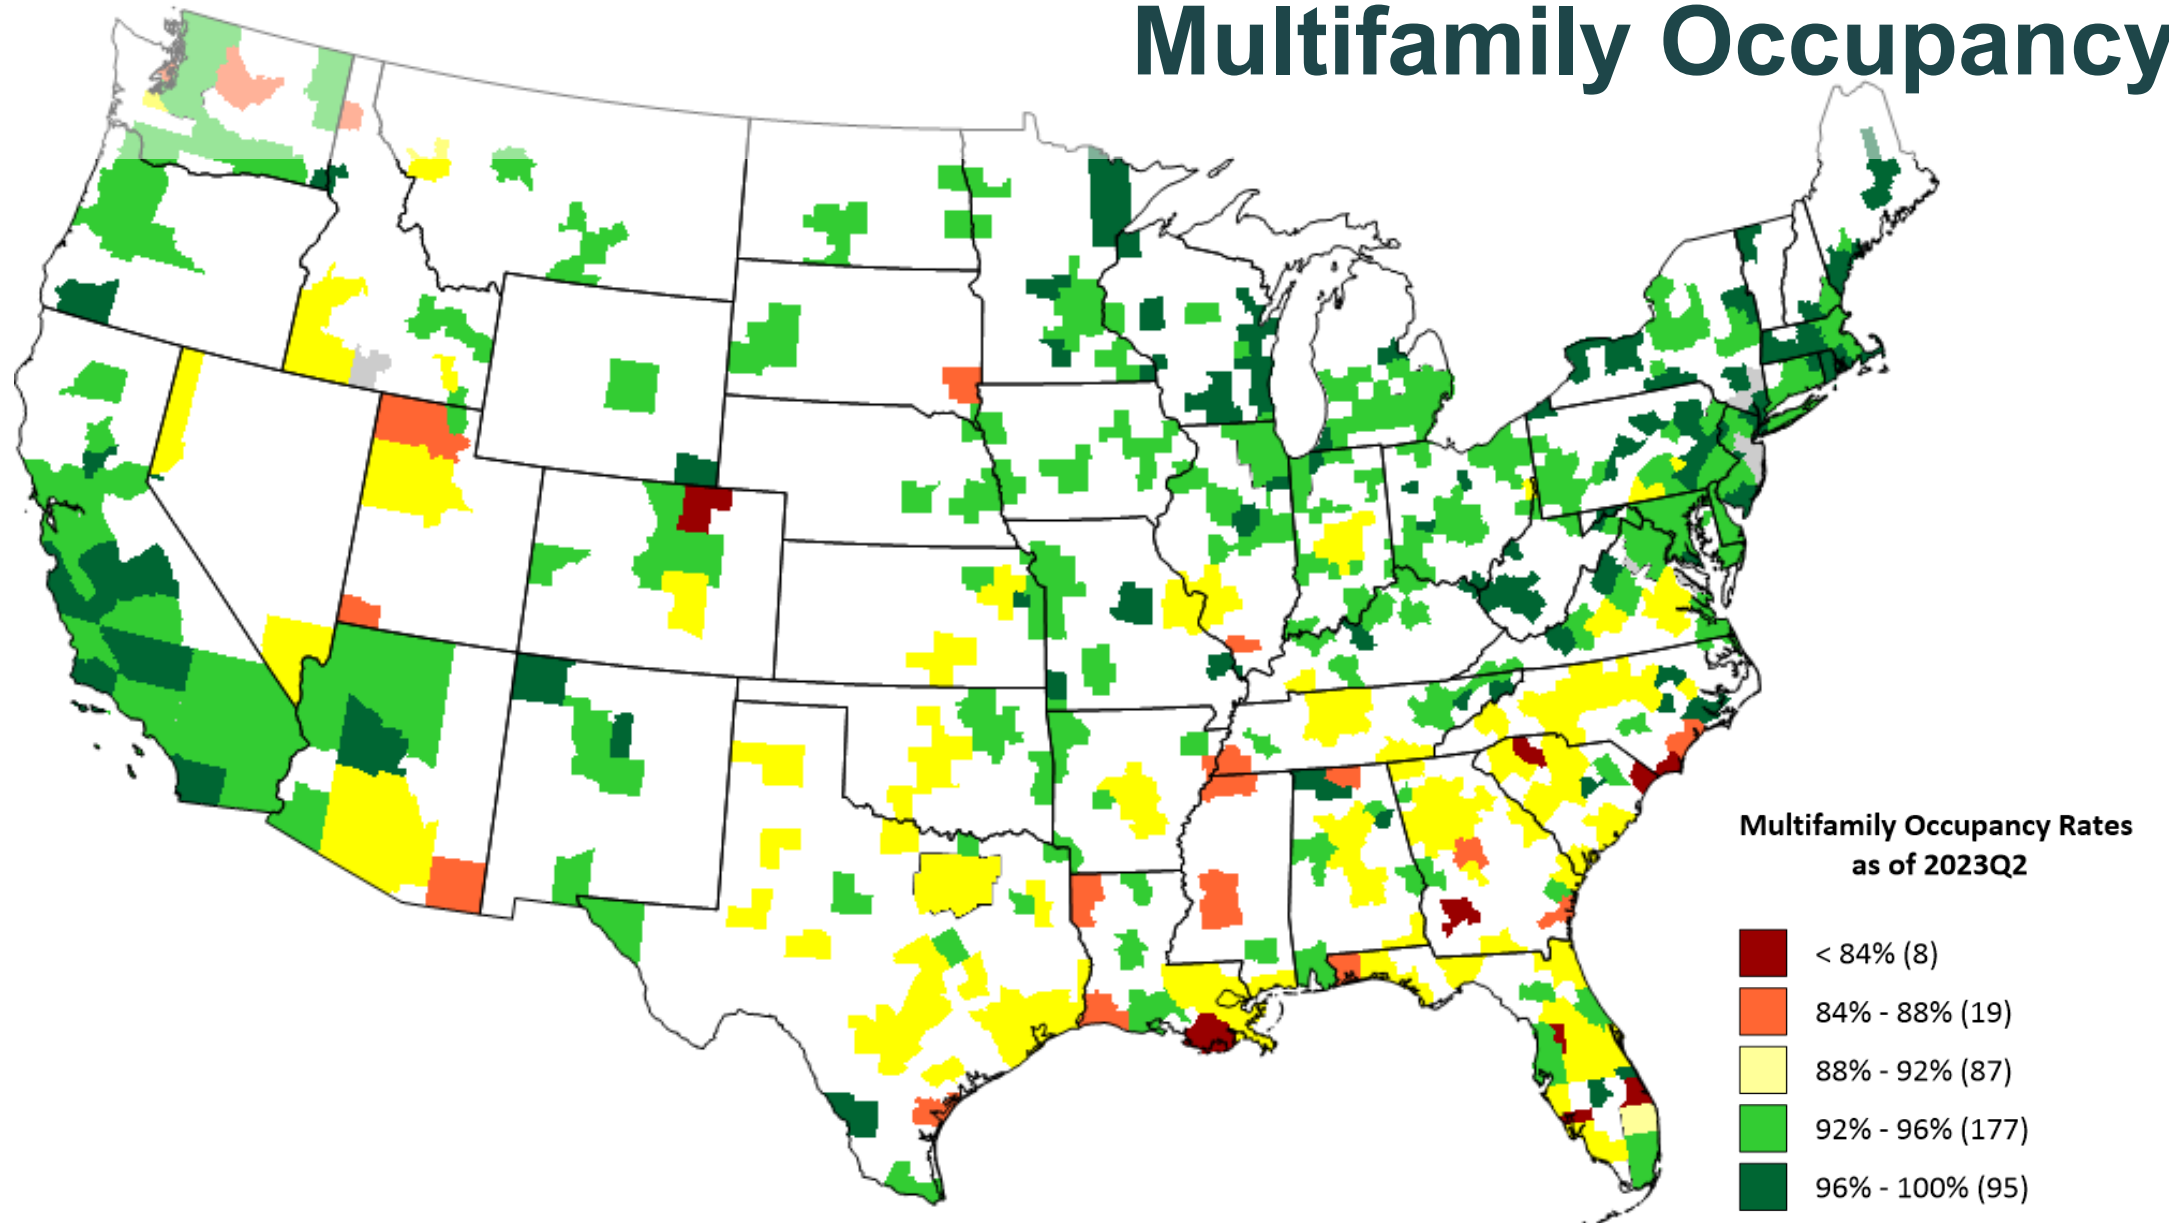 Multifamily Occupancy
Multifamily Occupancy Rates
as of 2023Q2
< 84% (8)
84% - 88% (19)
88% - 92% (87)
92% - 96% (177)
96% - 100% (95)